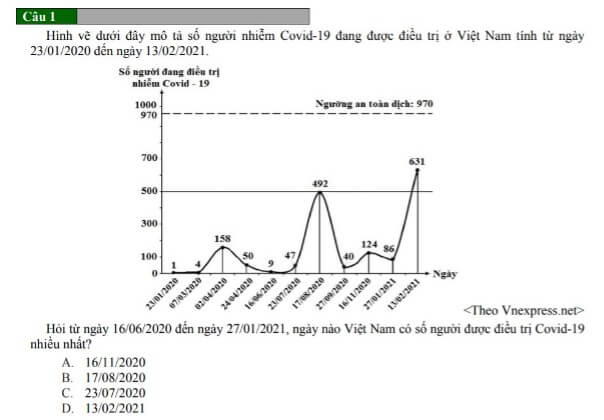 Câu 1
Hình vẽ dưới đây mô tả số người nhiễm Covid-19 đang được điều trị ở Việt Nam tính từ ngày
23/01/2020 đến ngày 13/02/2021.
Số người đang điều trị
nhiễm Covid - 19
1000
970
700
500
300
100
0
Ngưỡng an toàn dịch: 970
1
4
158
50
9
47
492
40
124
86
631
Ngày
23/01/2020
07/03/2020
02/04/2020
24/04/2020
16/06/2020
23/07/2020
17/08/2020
27/09/2020
16/11/2020
27/01/2021
13/02/2021
<Theo Vnexpress.net>
Hỏi từ ngày 16/06/2020 đến ngày 27/01/2021, ngày nào Việt Nam có số người được điều trị Covid-19
nhiều nhất?
A. 16/11/2020
B. 17/08/2020
C. 23/07/2020
D. 13/02/2021